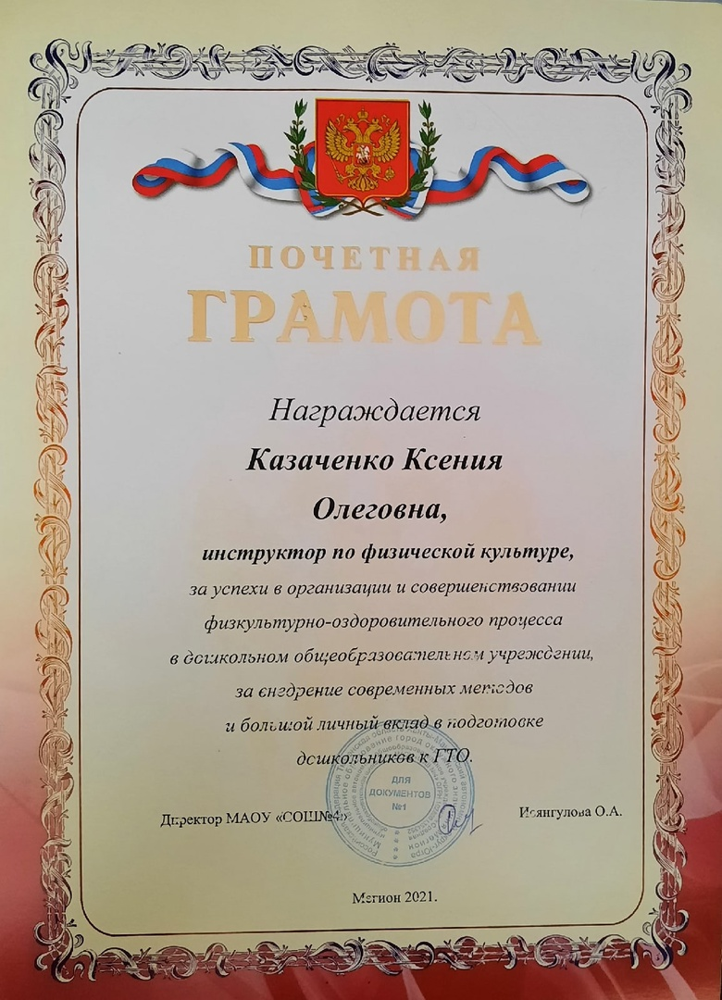 ПОЧЕТНАЯ
ГРАМОТА
Награждается
Казаченко Ксения
Олеговна,
инструктор по физической культуре,
за успехи в организации и совершенствовании
физкультурно-оздоровительного процесса
в дошкольном общеобразовательном учреждении,
за внедрение современных методов
и большой личный вклад в подготовке
дошкольников к ГТО.
ДЛЯ
ДОКУМЕНТОВ
№1
Директор МАОУ «СОШ№4»
Исянгулова О.А.
Мегион 2021.